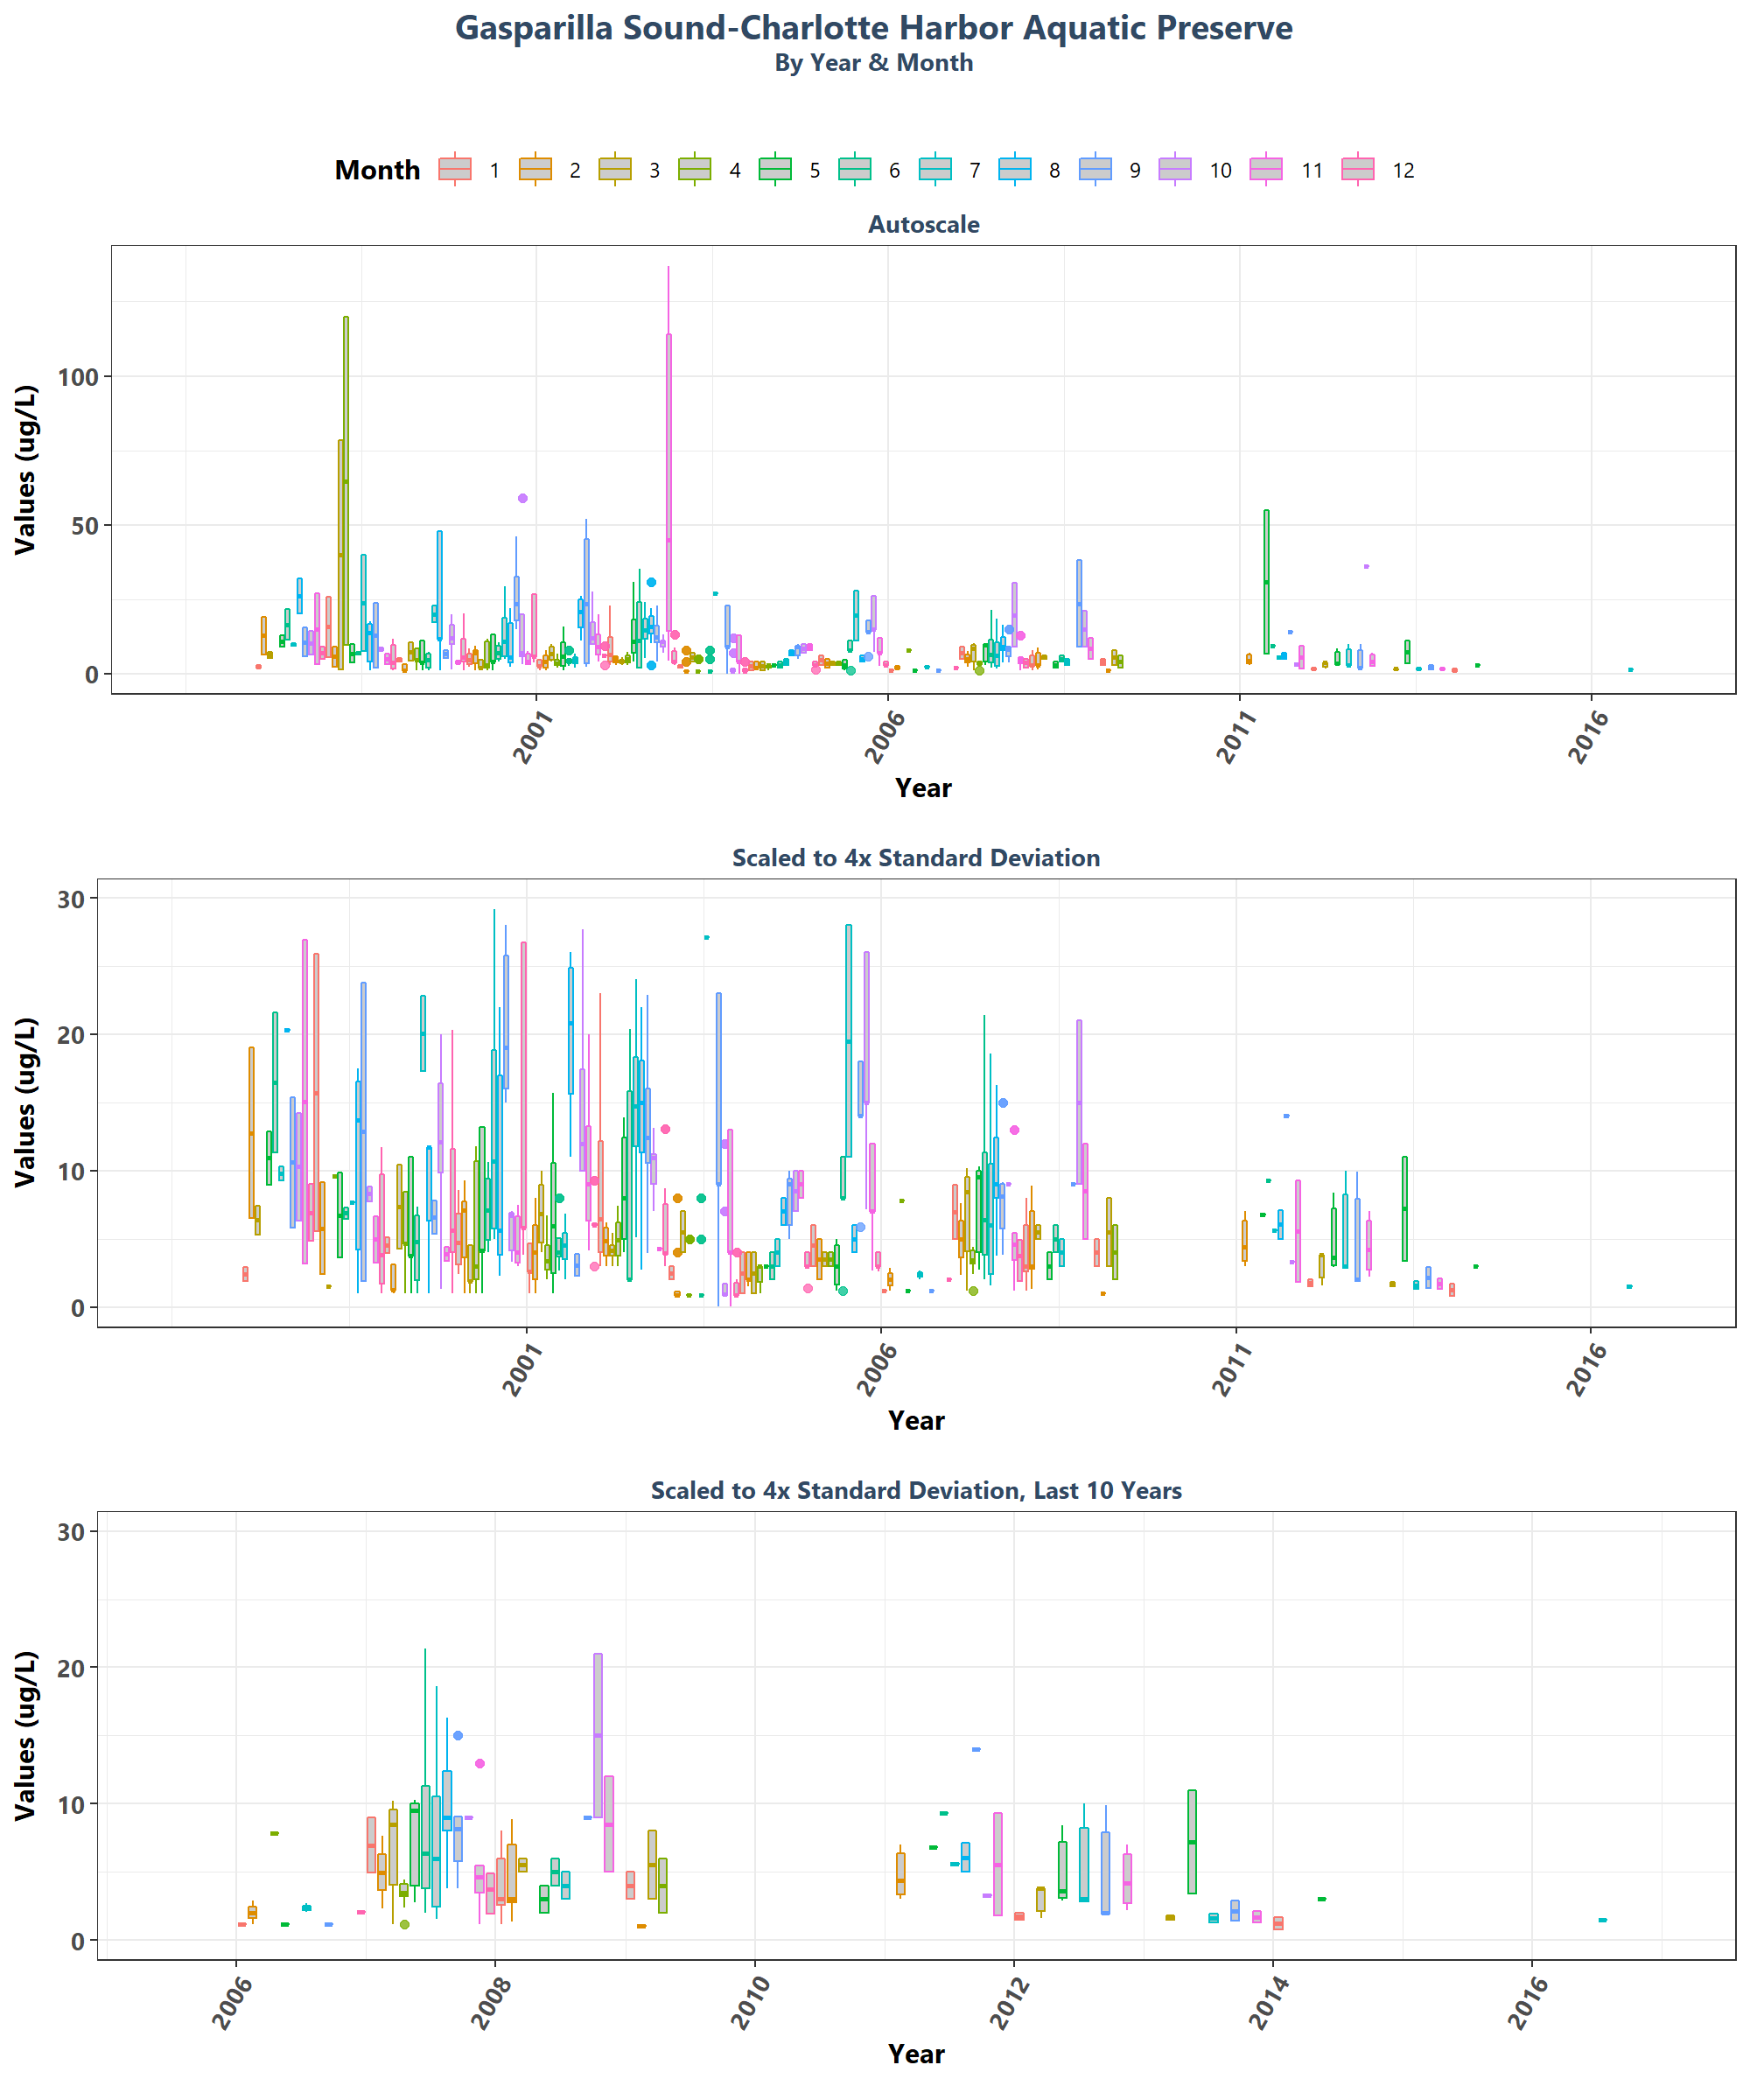 Gasparilla Sound-Charlotte Harbor Aquatic Preserve
By Year & Month
Month 1 2 3 4 5 6 7 8 9 10 11 12
Autoscale
Values (ug/L)
100
50
0
2001 2006 2011 2016
Year
Scaled to 4x Standard Deviation
Values (ug/L)
30
20
10
0
2001 2006 2011 2016
Year
Scaled to 4x Standard Deviation, Last 10 Years
Values (ug/L)
30
20
10
0
2006 2008 2010 2012 2014 2016
Year